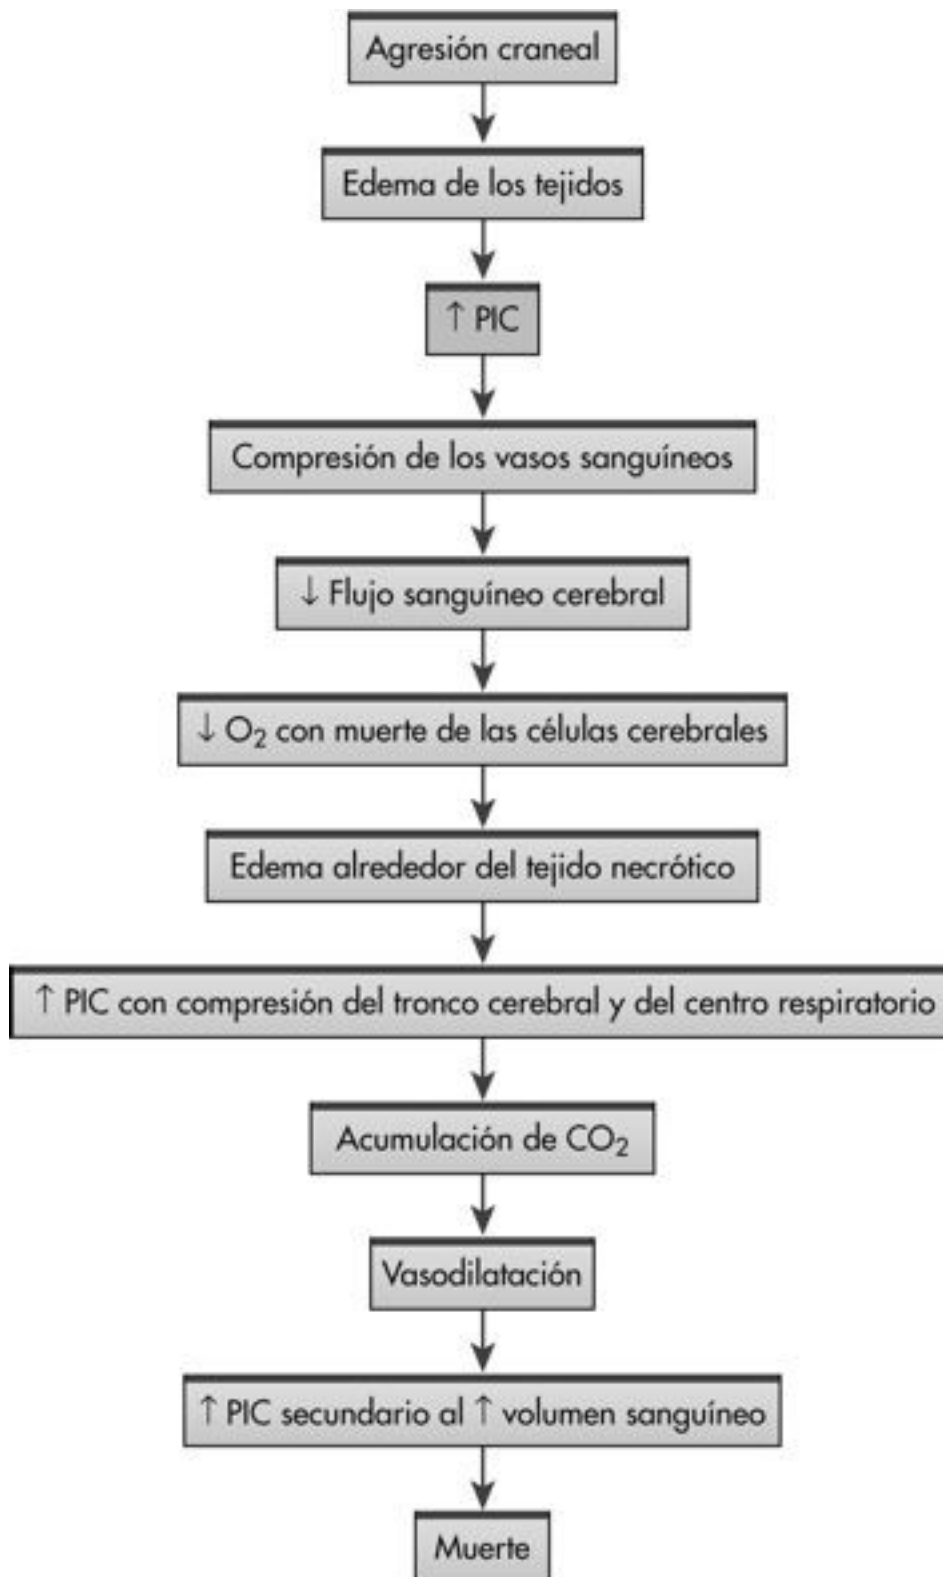 Agresión craneal
Edema de los tejidos
↑ PIC
Compresión de los vasos sanguíneos
↓ Flujo sanguíneo cerebral
↓ O₂ con muerte de las células cerebrales
Edema alrededor del tejido necrótico
↑ PIC con compresión del tronco cerebral y del centro respiratorio
Acumulación de CO₂
Vasodilatación
↑ PIC secundario al ↑ volumen sanguíneo
Muerte